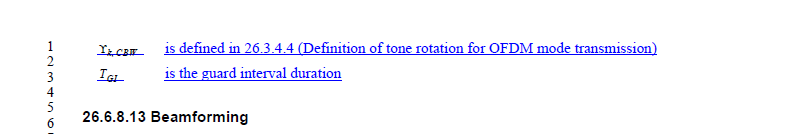 1 ϒk, CBW is defined in 26.3.4.4 (Definition of tone rotation for OFDM mode transmission)
2
3 TGI is the guard interval duration
4
5
6 26.6.8.13 Beamforming